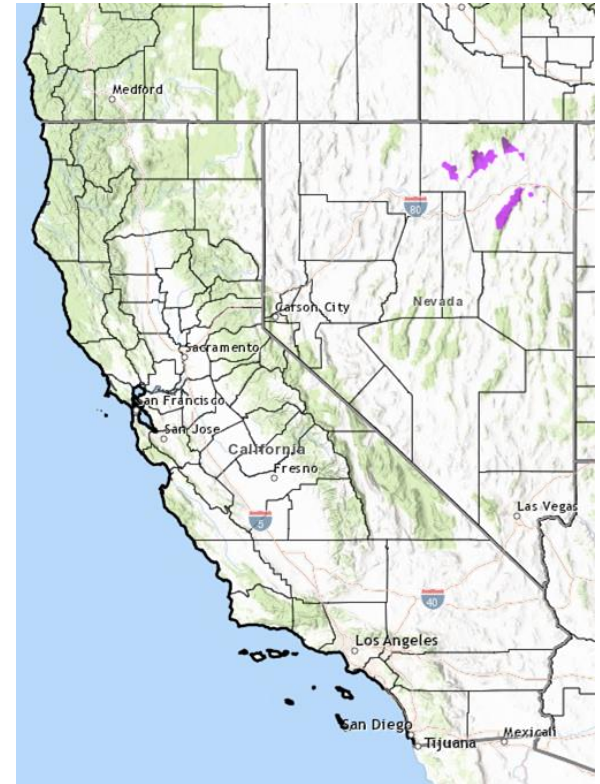 Medford
80
Carson City
Nevada
Sacramento
San Francisco
San Jose
California
Fresno
5
Las Vegas
40
Los Angeles
San Diego
Tijuana
Mexicali